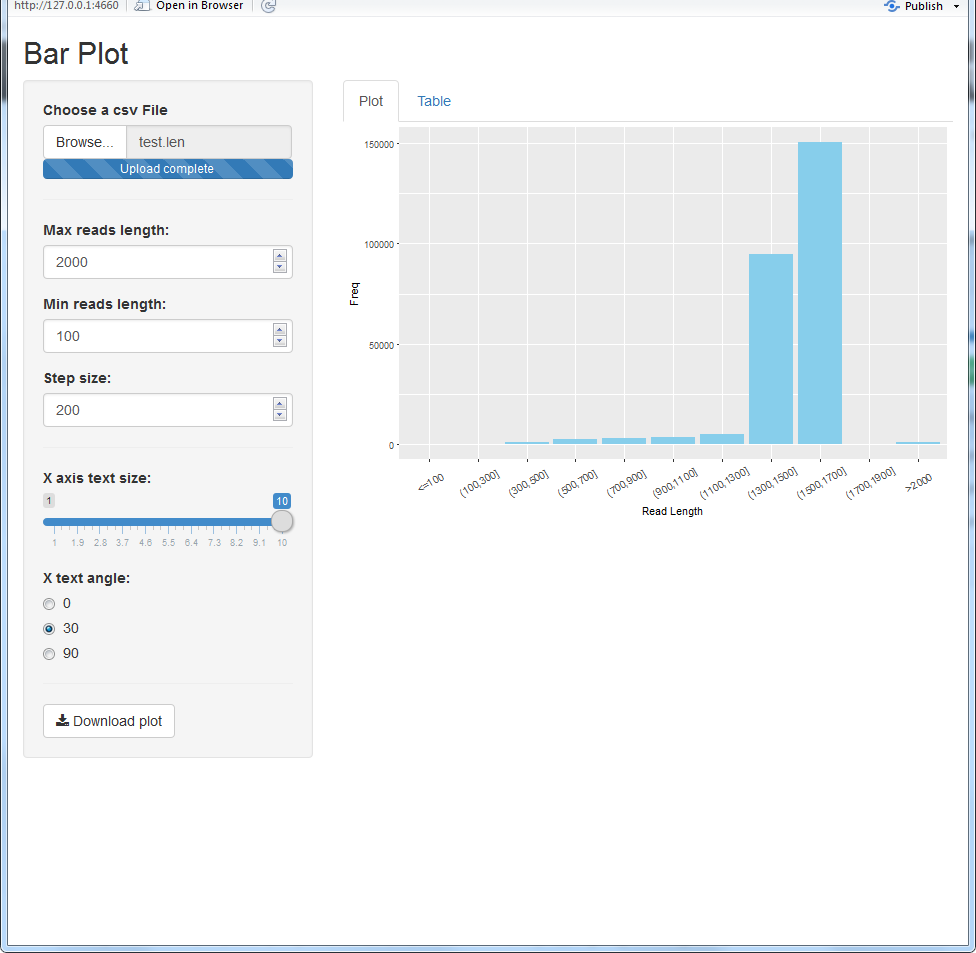 http://127.0.0.1:4660 Open in Browser Publish
Bar Plot
Choose a csv File
Browse... test.len
Upload complete
Max reads length:
2000
Min reads length:
100
Step size:
200
X axis text size:
1 10
1 1.9 2.8 3.7 4.6 5.5 6.4 7.3 8.2 9.1 10
X text angle:
0
30
90
Download plot
Plot Table
150000
100000
50000
0
Freq
<=100 (100,300] (300,500] (500,700] (700,900] (900,1100] (1100,1300] (1300,1500] (1500,1700] (1700,1900] >2000
Read Length